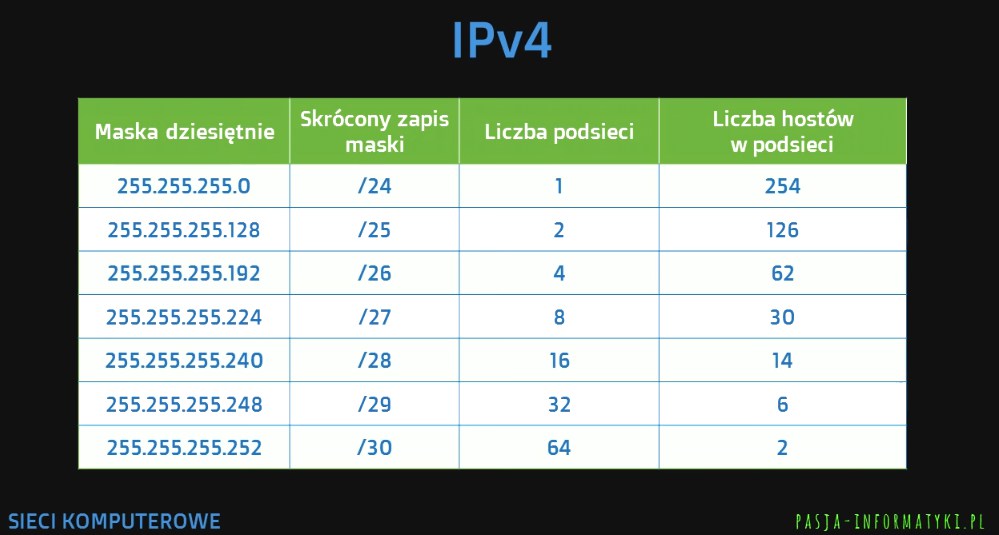 IPv4
Maska dziesiętnie
Skrócony zapis
maski
Liczba podsieci
Liczba hostów
w podsieci
255.255.255.0 /24 1 254
255.255.255.128 /25 2 126
255.255.255.192 /26 4 62
255.255.255.224 /27 8 30
255.255.255.240 /28 16 14
255.255.255.248 /29 32 6
255.255.255.252 /30 64 2
SIECI KOMPUTEROWE
PASJA-INFORMATYKI.PL